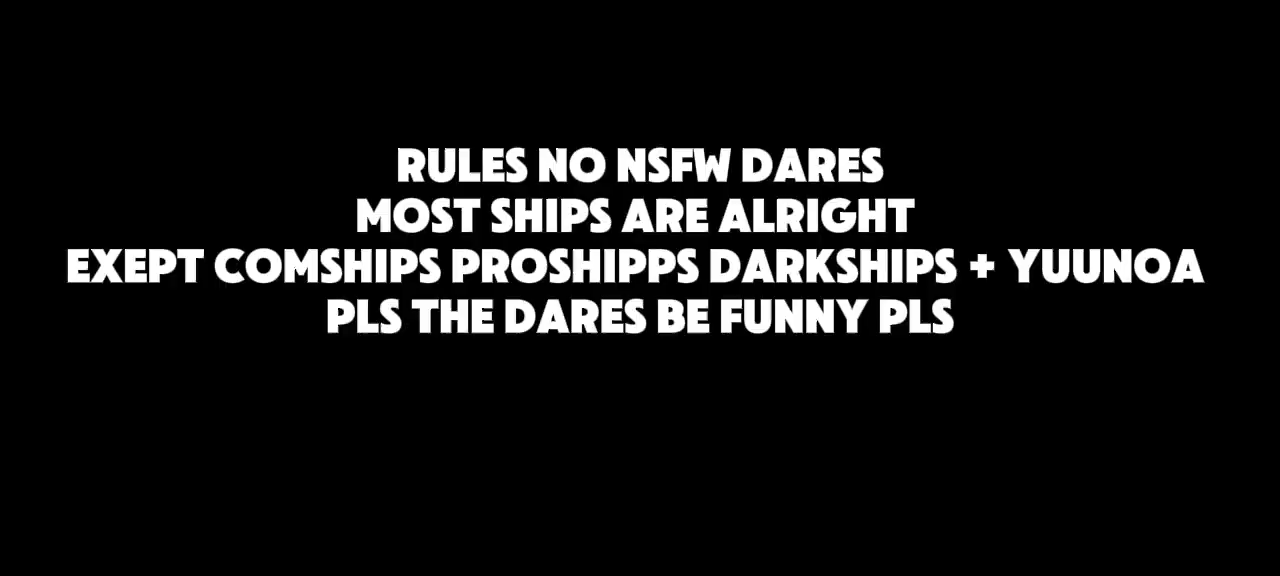 RULES NO NSFW DARES
MOST SHIPS ARE ALRIGHT
EXEPT COMSHIPS PROSHIPPS DARKSHIPS + YUUNOA
PLS THE DARES BE FUNNY PLS